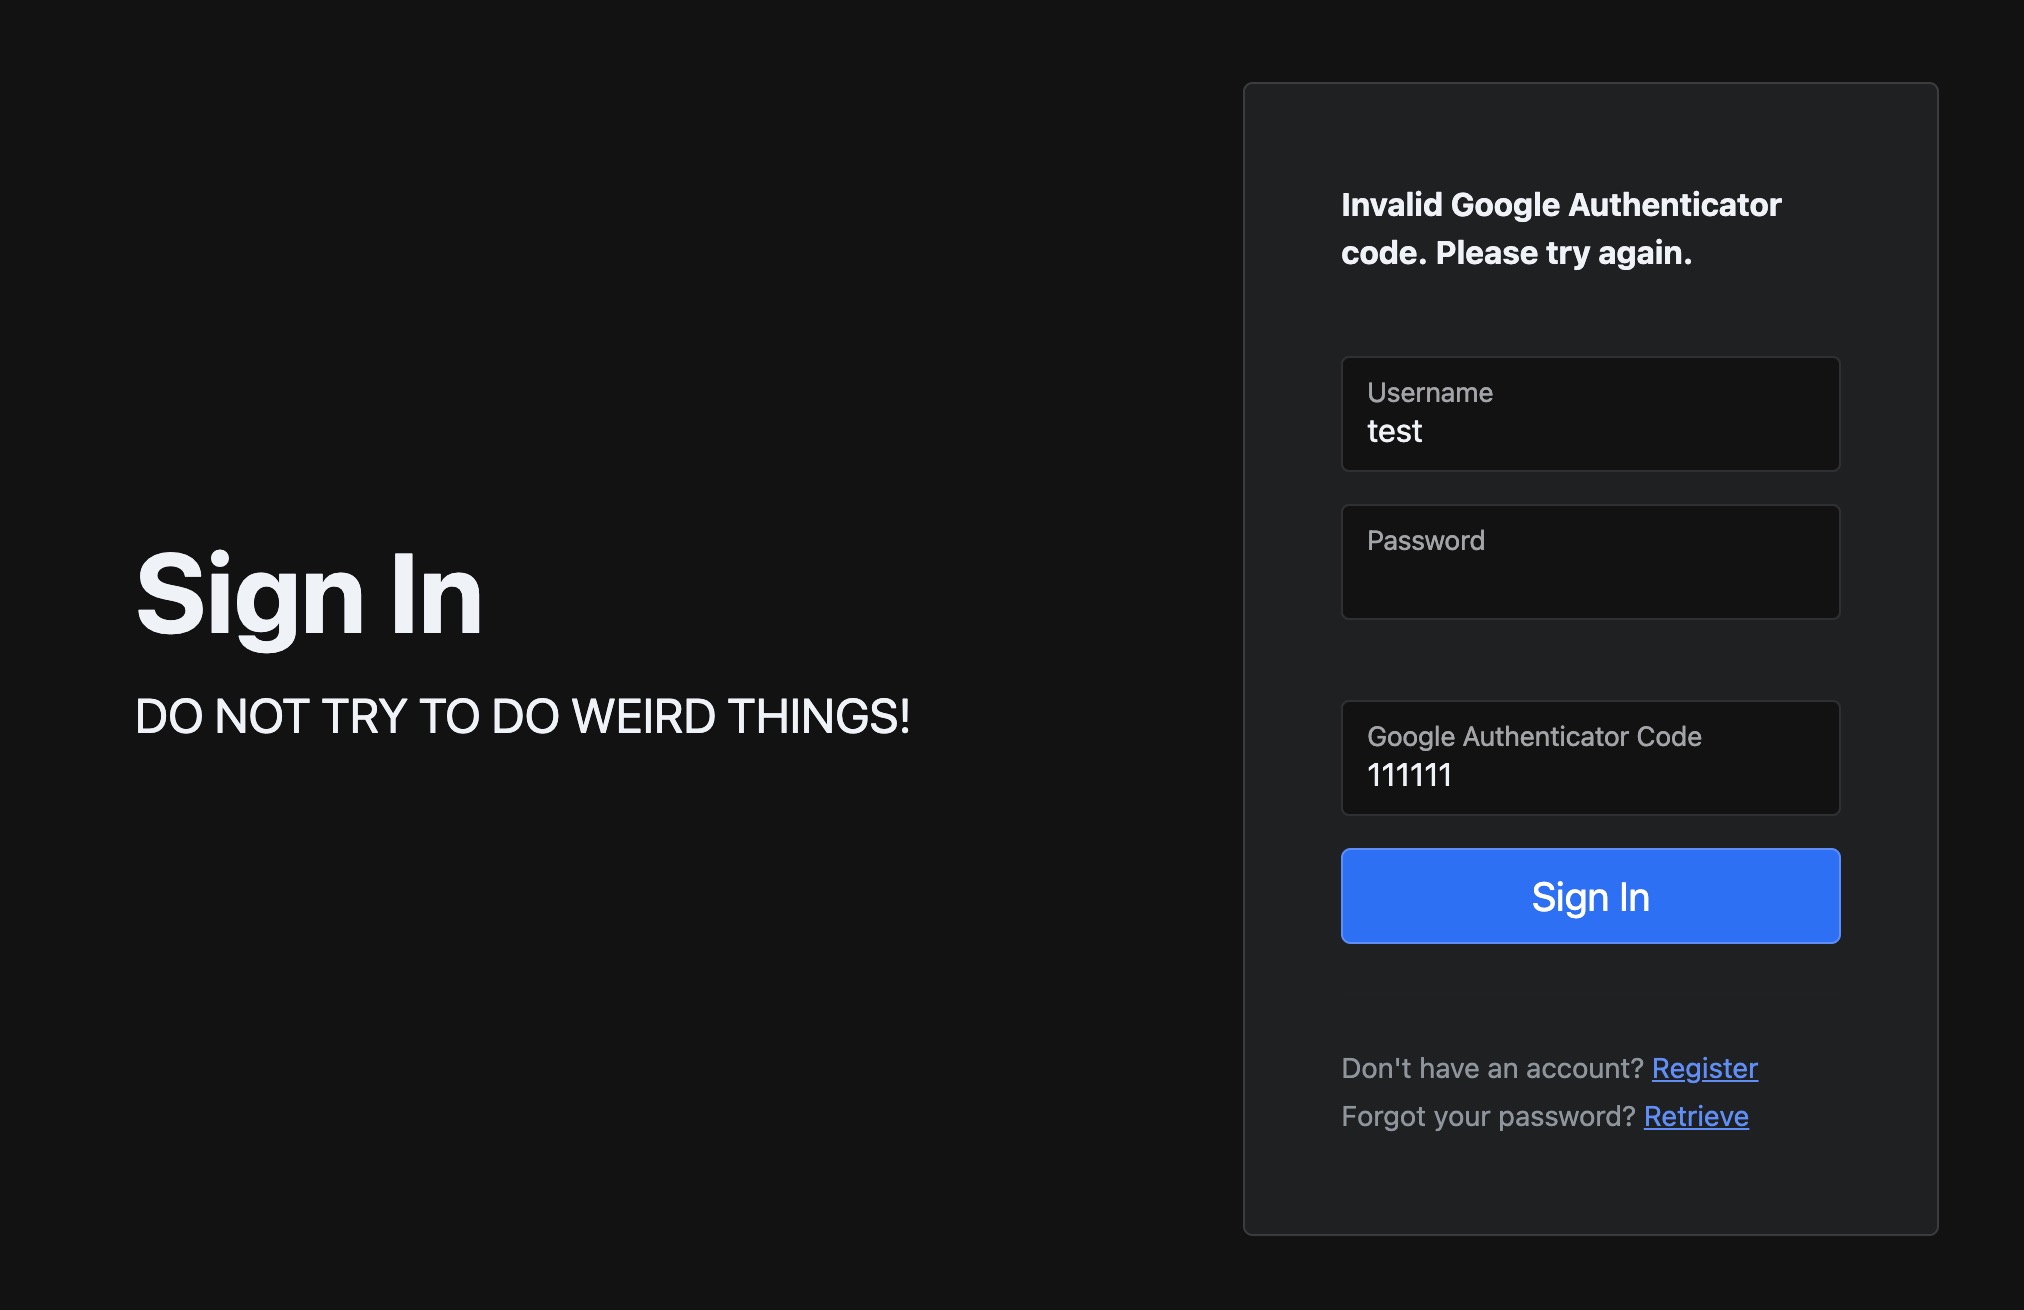 Sign In
DO NOT TRY TO DO WEIRD THINGS!
Invalid Google Authenticator
code. Please try again.
Username
test
Password
Google Authenticator Code
111111
Sign In
Don't have an account? Register
Forgot your password? Retrieve